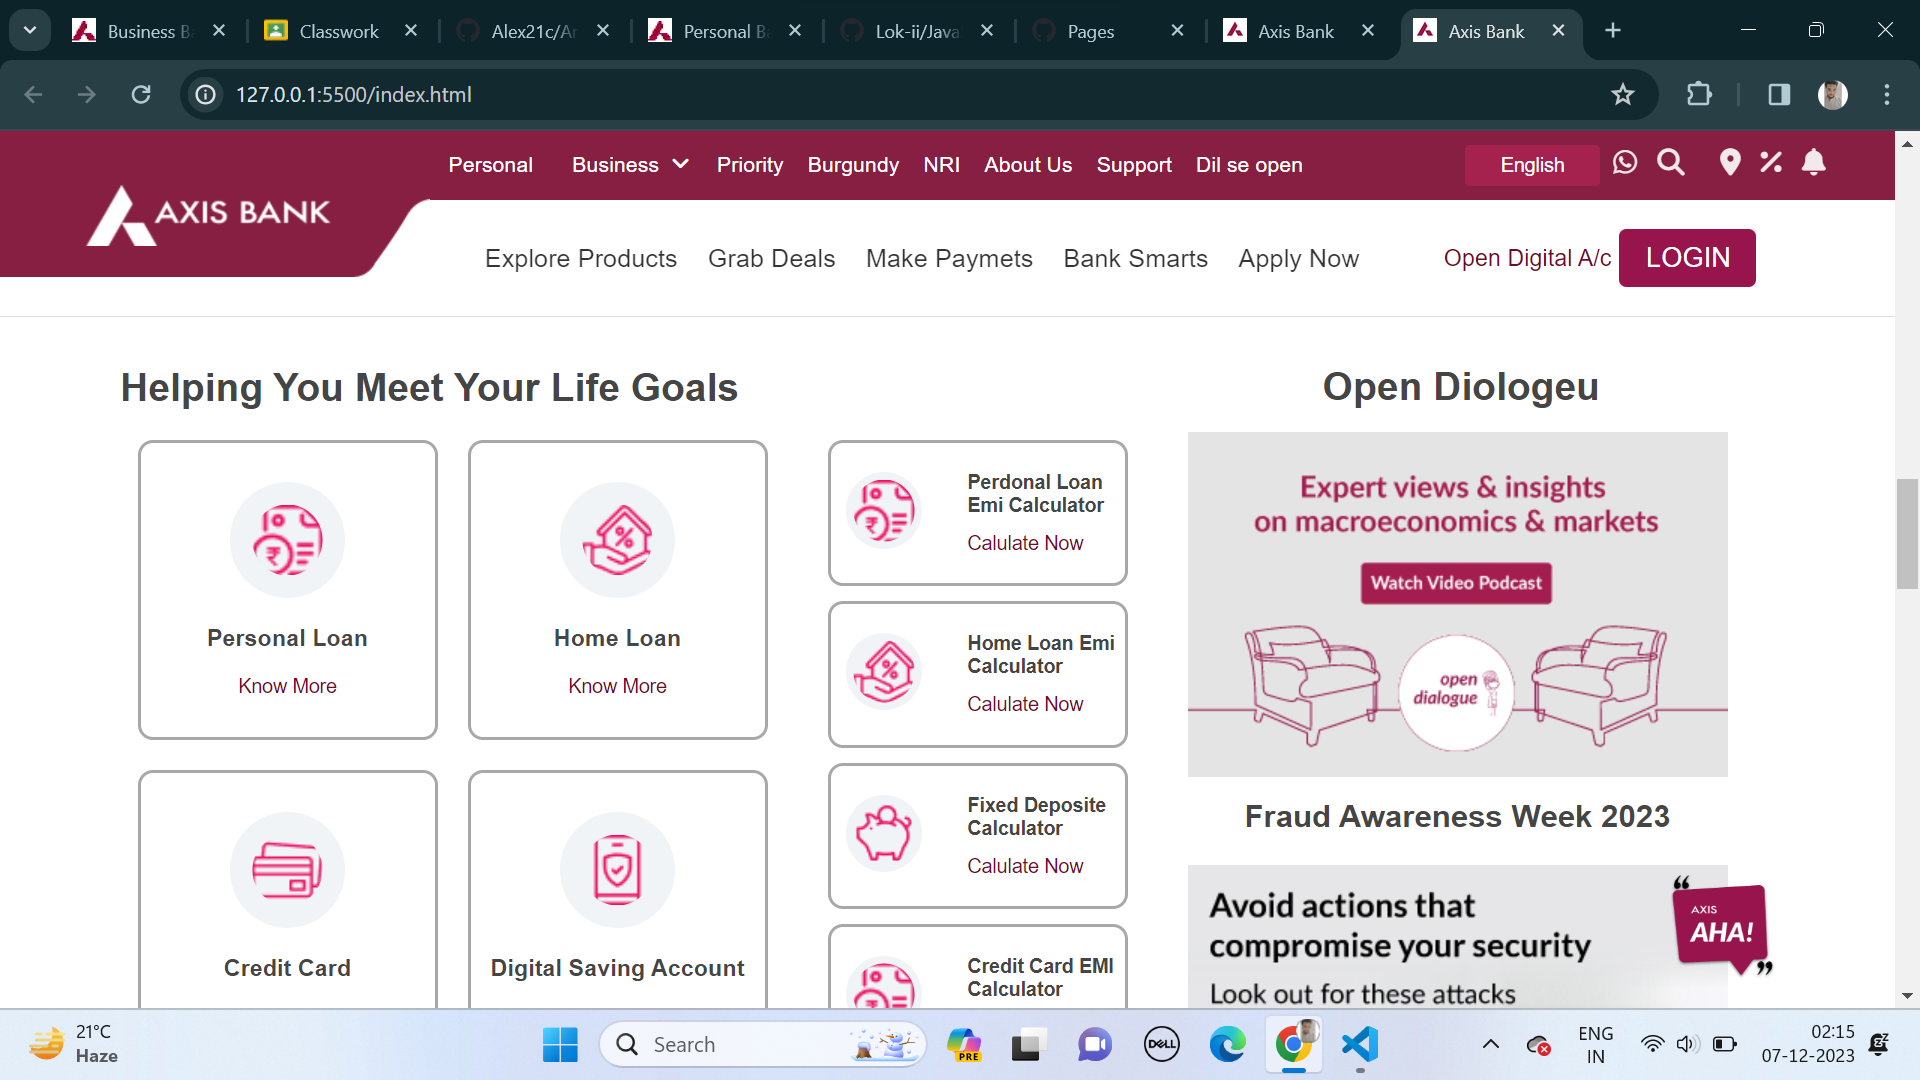 Business B
Classwork
Alex21c/Ar
Personal Ba
Lok-ii/Java
Pages
Axis Bank
Axis Bank
127.0.0.1:5500/index.html
Personal Business Priority Burgundy NRI About Us Support Dil se open English
AXIS BANK
Explore Products Grab Deals Make Paymets Bank Smarts Apply Now Open Digital A/c LOGIN
Helping You Meet Your Life Goals
Personal Loan
Know More
Home Loan
Know More
Credit Card
Digital Saving Account
Perdonal Loan
Emi Calculator
Calulate Now
Home Loan Emi
Calculator
Calulate Now
Fixed Deposite
Calculator
Calulate Now
Credit Card EMI
Calculator
Open Diologeu
Expert views & insights
on macroeconomics & markets
Watch Video Podcast
open
dialogue
Fraud Awareness Week 2023
Avoid actions that
compromise your security
Look out for these attacks
“
AXIS
AHA!
”
21°C
Haze
Search
PRE
DELL
ENG
IN
02:15
07-12-2023